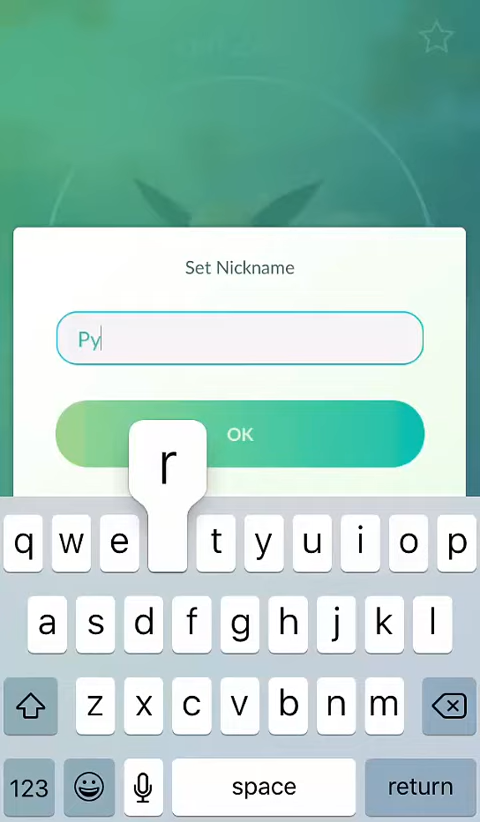 Set Nickname
Py
OK
r
q w e t y u i o p
a s d f g h j k l
z x c v b n m
123 space return